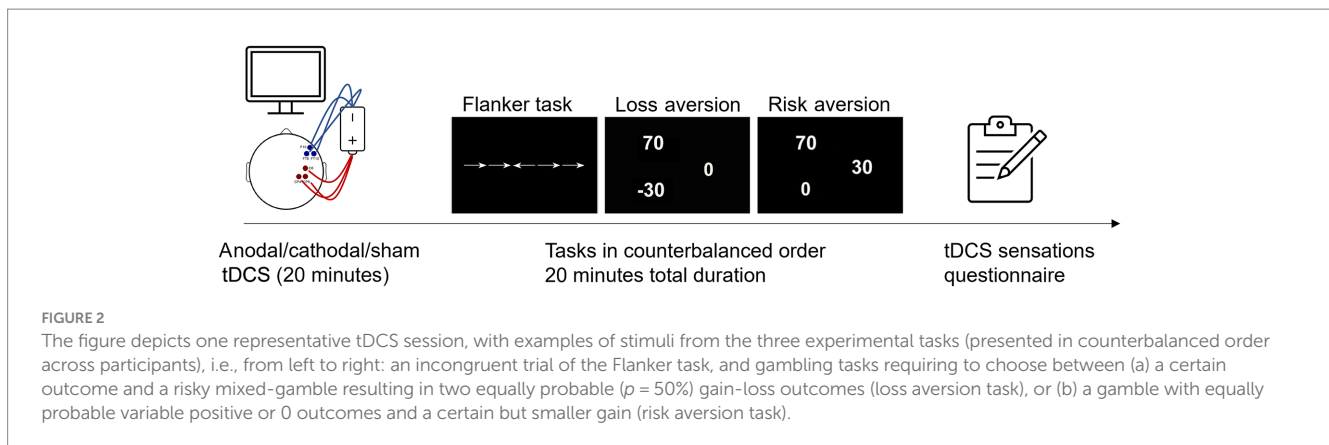 Flanker task
Loss aversion
Risk aversion
70
0
-30
70
30
0
Anodal/cathodal/sham
tDCS (20 minutes)
Tasks in counterbalanced order
20 minutes total duration
tDCS sensations
questionnaire
FIGURE 2
The figure depicts one representative tDCS session, with examples of stimuli from the three experimental tasks (presented in counterbalanced order
across participants), i.e., from left to right: an incongruent trial of the Flanker task, and gambling tasks requiring to choose between (a) a certain
outcome and a risky mixed-gamble resulting in two equally probable (p = 50%) gain-loss outcomes (loss aversion task), or (b) a gamble with equally
probable variable positive or 0 outcomes and a certain but smaller gain (risk aversion task).